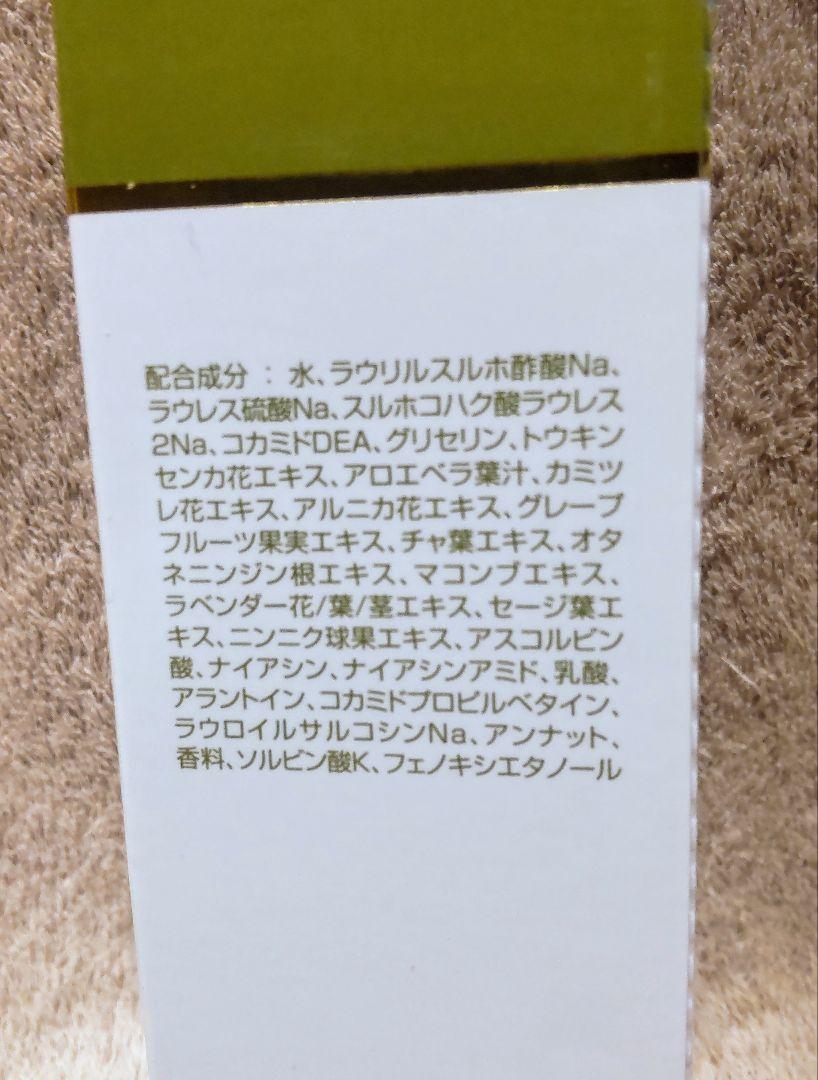 配合成分：水、ラウリルスルホ酢酸Na、
ラウレス硫酸Na、スルホコハク酸ラウレス
2Na、コカミドDEA、グリセリン、トウキン
センカ花エキス、アロエベラ葉汁、カミツ
レ花エキス、アルニカ花エキス、グレープ
フルーツ果実エキス、チャ葉エキス、オタ
ネニンジン根エキス、マコンブエキス、
ラベンダー花/葉/茎エキス、セージ葉エ
キス、ニンニク球果エキス、アスコルビン
酸、ナイアシン、ナイアシンアミド、乳酸、
アラントイン、コカミドプロピルベタイン、
ラウロイルサルコシンNa、アンナット、
香料、ソルビン酸K、フェノキシエタノール